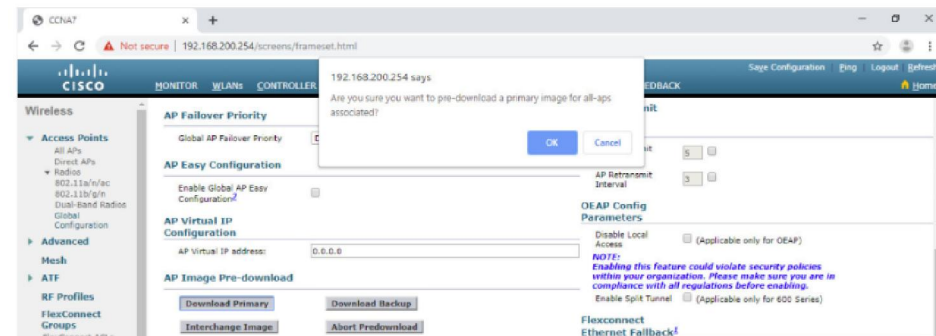 CCNA7
Not secure | 192.168.200.254/screens/frameset.html
CISCO
MONITOR WLANs CONTROLLER
EDBACK
Save Configuration Ping Logout Refresh
Home
192.168.200.254 says
Are you sure you want to pre-download a primary image for all-aps
associated?
OK Cancel
Wireless
Access Points
All APs
Direct APs
Radios
802.11a/n/ac
802.11b/g/n
Dual-Band Radios
Global
Configuration
Advanced
Mesh
ATF
RF Profiles
FlexConnect
Groups
AP Failover Priority
Global AP Failover Priority
AP Easy Configuration
Enable Global AP Easy
Configuration2
AP Virtual IP
Configuration
AP Virtual IP address: 0.0.0.0
AP Image Pre-download
Download Primary Download Backup
Interchange Image Abort Predownload
nit
5
AP Retransmit
Interval
3
OEAP Config
Parameters
Disable Local
Access
(Applicable only for OEAP)
NOTE:
Enabling this feature could violate security policies
within your organization. Please make sure you are in
compliance with all regulations before enabling.
Enable Split Tunnel (Applicable only for 600 Series)
Flexconnect
Ethernet Fallback1